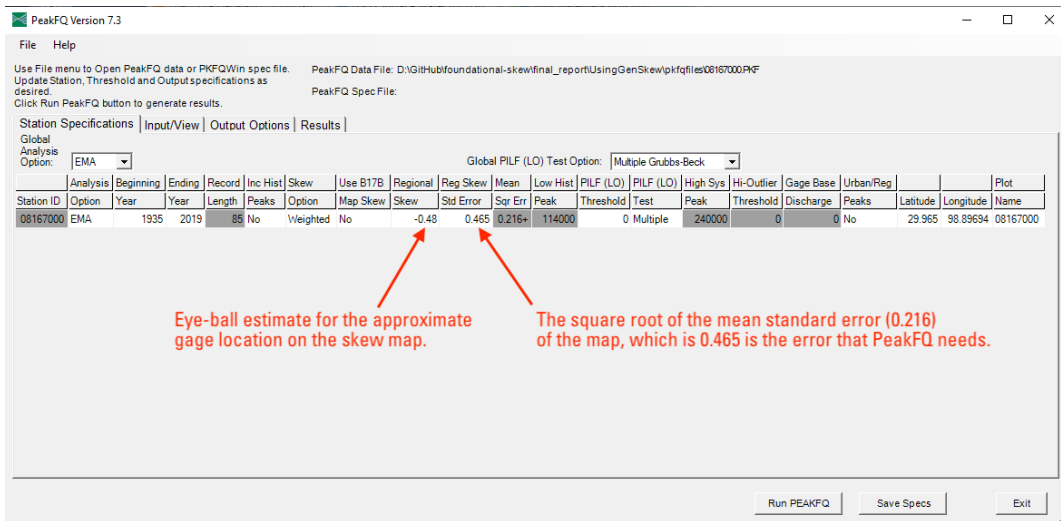 PeakFQ Version 7.3
File Help
Use File menu to Open PeakFQ data or PKFQWin spec file.
Update Station, Threshold and Output specifications as
desired.
Click Run PeakFQ button to generate results.
PeakFQ Data File: D:\GitHub\foundational-skew\final_report\UsingGenSkew\pkfqfiles\08167000.PKF
PeakFQ Spec File:
Station Specifications Input/View Output Options Results
Global
Analysis
Option: EMA
Global PILF (LO) Test Option: Multiple Grubbs-Beck
Analysis Beginning Ending Record Inc Hist Skew Use B17B Regional Reg Skew Mean Low Hist PILF (LO) PILF (LO) High Sys Hi-Outlier Gage Base Urban/Reg Plot
Station ID Option Year Year Length Peaks Option Map Skew Skew Std Error Sqr Err Peak Threshold Test Peak Threshold Discharge Peaks Latitude Longitude Name
08167000 EMA 1935 2019 85 No Weighted No -0.48 0.465 0.216+ 114000 0 Multiple 240000 0 0 No 29.965 98.89694 08167000
Eye-ball estimate for the approximate
gage location on the skew map.
The square root of the mean standard error (0.216)
of the map, which is 0.465 is the error that PeakFQ needs.
Run PEAKFQ Save Specs Exit